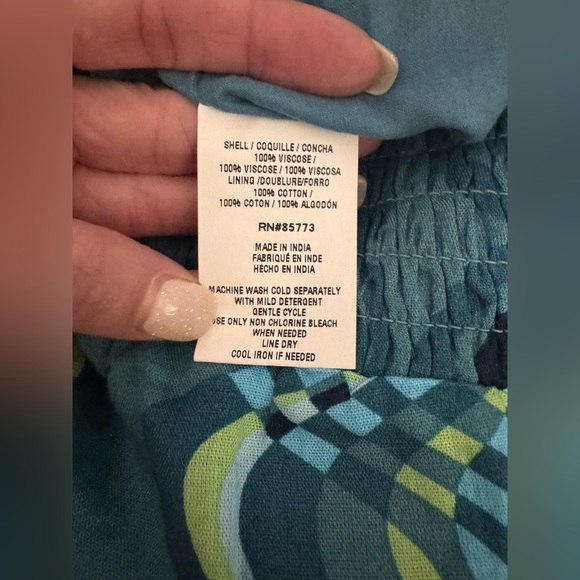 SHELL / COQUILLE / CONCHA
100% VISCOSE /
100% VISCOSE / 100% VISCOSA
LINING /DOUBLURE/FORRO
100% COTTON /
100% COTON / 100% ALGODÓN
RN#85773
MADE IN INDIA
FABRIQUÉ EN INDE
HECHO EN INDIA
MACHINE WASH COLD SEPARATELY
WITH MILD DETERGENT
GENTLE CYCLE
USE ONLY NON CHLORINE BLEACH
WHEN NEEDED
LINE DRY
COOL IRON IF NEEDED